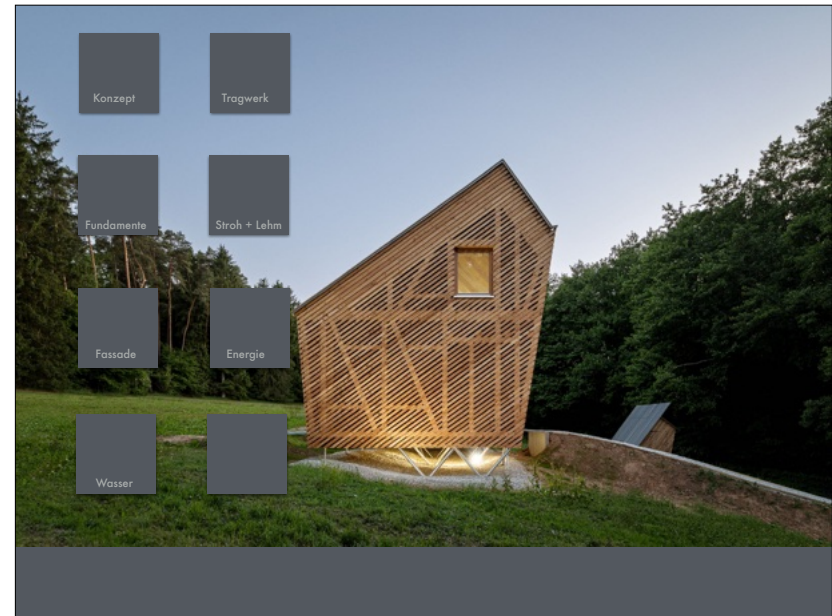 Konzept
Tragwerk
Fundamente
Stroh + Lehm
Fassade
Energie
Wasser